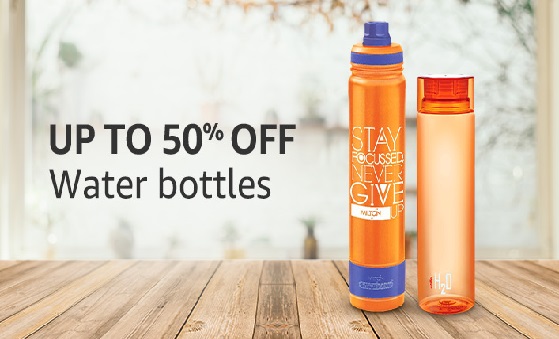 UP TO 50% OFF
Water bottles
STAY
FOCUSSED
NEVER
GIVE
UP
MILTON
H2O